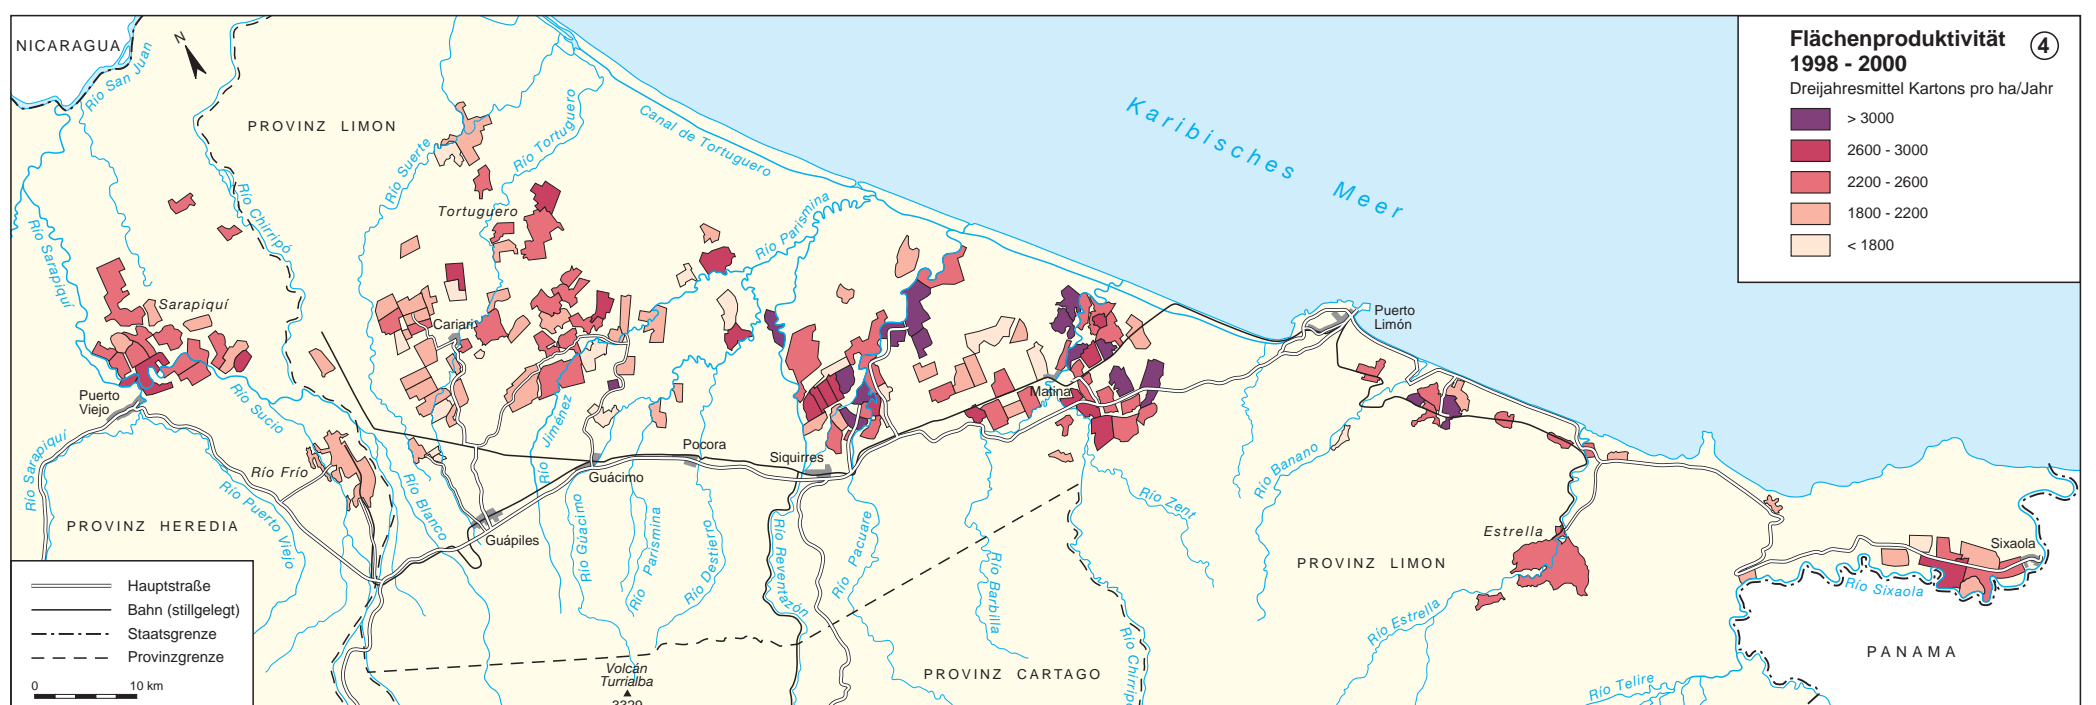 NICARAGUA
Río San Juan
N
PROVINZ LIMON
Río Suerte
Río Tortuguero
Canal de Tortuguero
Karibisches Meer
Flächenproduktivität
1998 - 2000
4
Dreijahresmittel Kartons pro ha/Jahr
> 3000
2600 - 3000
2200 - 2600
1800 - 2200
< 1800
Río Sarapiquí
Río Chirripó
Tortuguero
Río Parismina
Sarapiquí
Cariari
Puerto
Limón
Puerto
Viejo
Río Sucio
Río Jiménez
Matina
Río Sarapiquí
Río Frío
Río Puerto Viejo
Río Blanco
Pocora
Siquirres
Guácimo
Río Banano
Río Zent
PROVINZ HEREDIA
Guápiles
Río Guácimo
Río Parismina
Río Destierro
Río Reventazón
Río Pacuare
Río Barbilla
Río Chirripó
Estrella
PROVINZ LIMON
Río Estrella
Sixaola
Río Sixaola
PANAMA
Río Telire
PROVINZ CARTAGO
Volcán
Turrialba
3329
Hauptstraße
Bahn (stillgelegt)
Staatsgrenze
Provinzgrenze
0 10 km